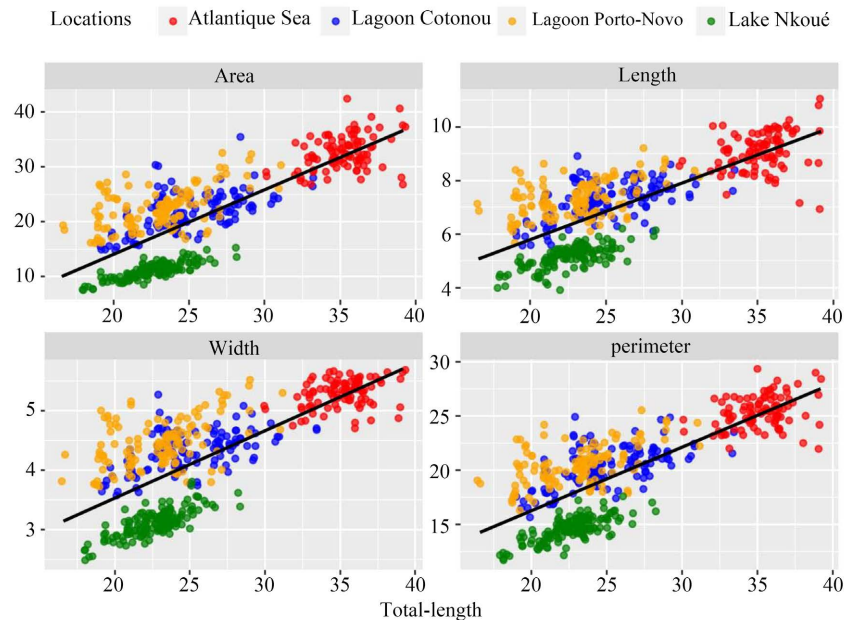 Locations Atlantique Sea Lagoon Cotonou Lagoon Porto-Novo Lake Nkoué
Area Length
40
30
20
10
20 25 30 35 40
10
8
6
4
20 25 30 35 40
Width perimeter
5
4
3
20 25 30 35 40
30
25
20
15
20 25 30 35 40
Total-length